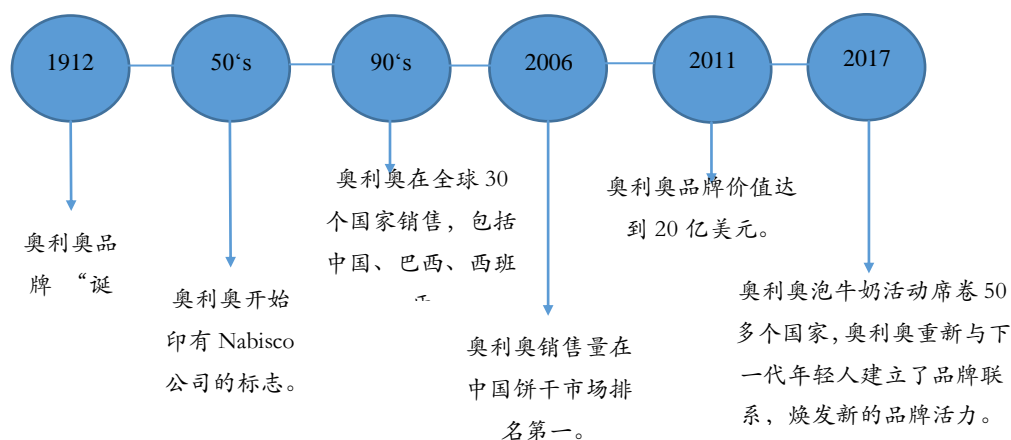 1912
50‘s
90‘s
2006
2011
2017
奥利奥品
牌 “诞
奥利奥开始
印有 Nabisco
公司的标志。
奥利奥在全球 30
个国家销售，包括
中国、巴西、西班
奥利奥销售量在
中国饼干市场排
名第一。
奥利奥品牌价值达
到 20 亿美元。
奥利奥泡牛奶活动席卷 50
多个国家，奥利奥重新与下
一代年轻人建立了品牌联
系，焕发新的品牌活力。